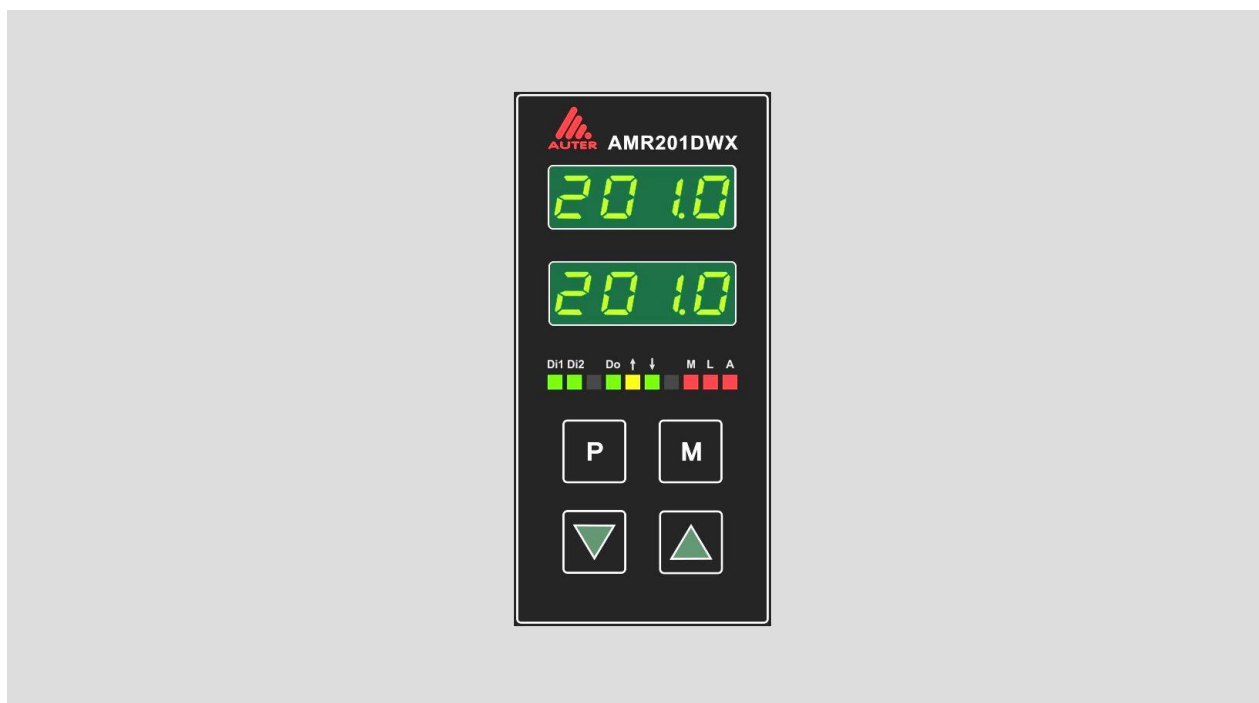 AUTER AMR201DWX
201.0
201.0
Di1 Di2 Do ↑ ↓ M L A
P M